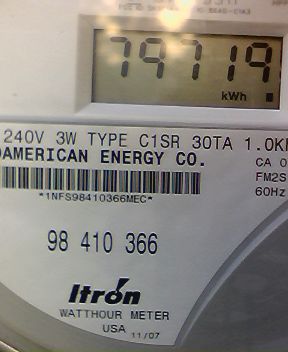 79719
kWh
240V 3W TYPE C1SR 30TA 1.0K
AMERICAN ENERGY CO.
CA 0
FM2S
60Hz
*1NFS98410366MEC*
98 410 366
Itrón
WATTHOUR METER
USA 11/07